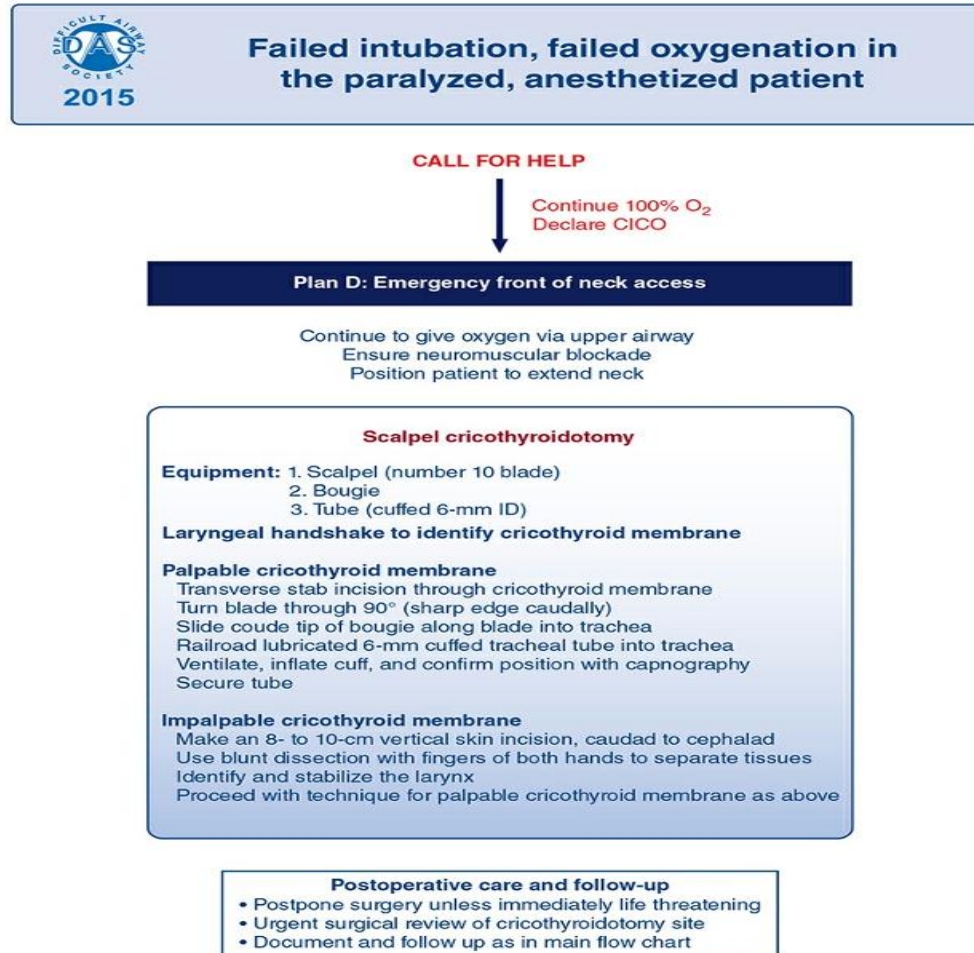 DIFFICULT AIRWAY SOCIETY
DAS
2015
Failed intubation, failed oxygenation in
the paralyzed, anesthetized patient
CALL FOR HELP
Continue 100% O₂
Declare CICO
Plan D: Emergency front of neck access
Continue to give oxygen via upper airway
Ensure neuromuscular blockade
Position patient to extend neck
Scalpel cricothyroidotomy
Equipment: 1. Scalpel (number 10 blade)
2. Bougie
3. Tube (cuffed 6-mm ID)
Laryngeal handshake to identify cricothyroid membrane
Palpable cricothyroid membrane
Transverse stab incision through cricothyroid membrane
Turn blade through 90° (sharp edge caudally)
Slide coude tip of bougie along blade into trachea
Railroad lubricated 6-mm cuffed tracheal tube into trachea
Ventilate, inflate cuff, and confirm position with capnography
Secure tube
Impalpable cricothyroid membrane
Make an 8- to 10-cm vertical skin incision, caudad to cephalad
Use blunt dissection with fingers of both hands to separate tissues
Identify and stabilize the larynx
Proceed with technique for palpable cricothyroid membrane as above
Postoperative care and follow-up
• Postpone surgery unless immediately life threatening
• Urgent surgical review of cricothyroidotomy site
• Document and follow up as in main flow chart